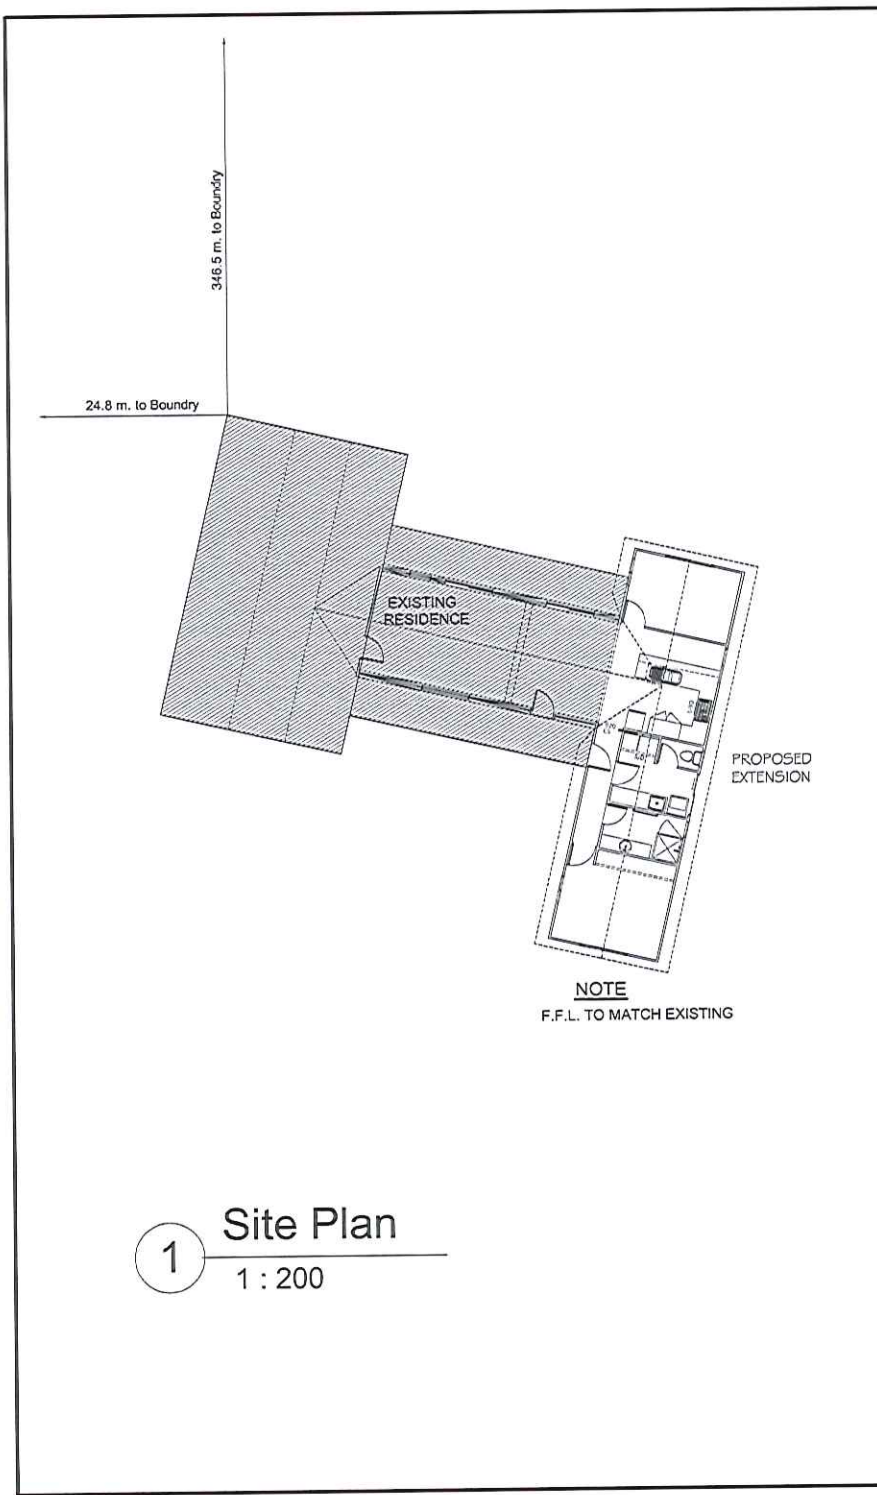 346.5 m. to Boundry
24.8 m. to Boundry
EXISTING
RESIDENCE
PROPOSED
EXTENSION
NOTE
F.F.L. TO MATCH EXISTING
1
Site Plan
1 : 200